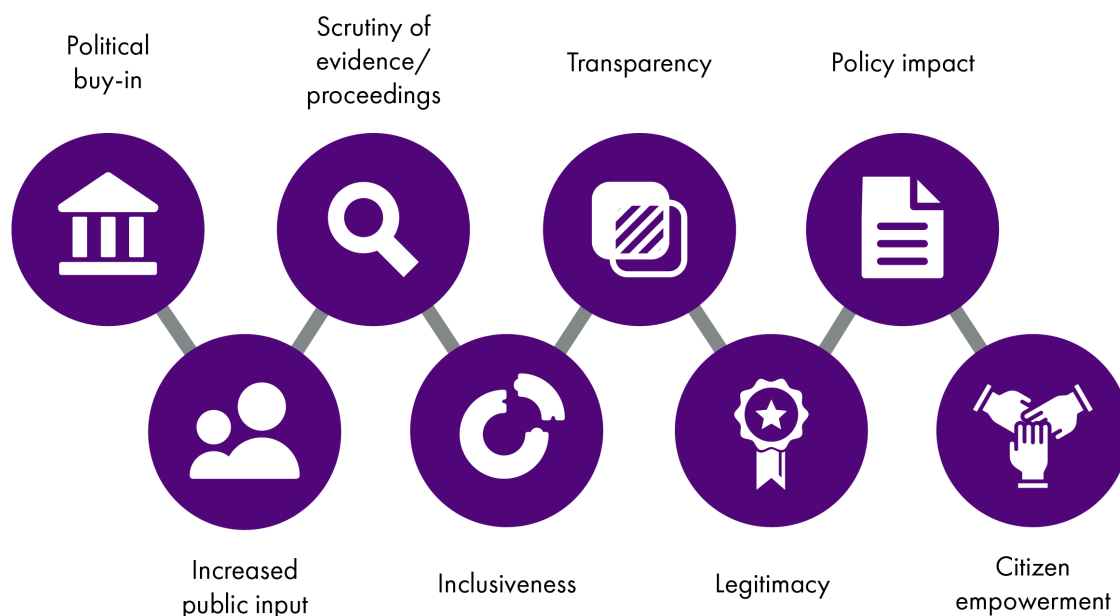 Political
buy-in
Scrutiny of
evidence/
proceedings
Transparency
Policy impact
Increased
public input
Inclusiveness
Legitimacy
Citizen
empowerment